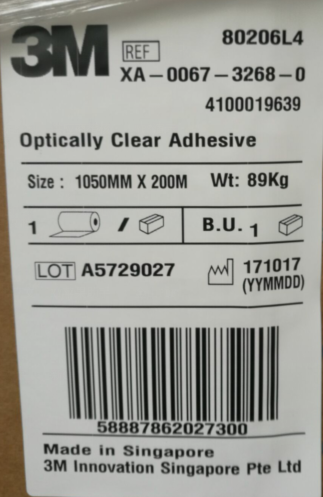 3M REF 80206L4
XA-0067-3268-0
4100019639
Optically Clear Adhesive
Size : 1050MM X 200M Wt: 89Kg
1 / B.U. 1
LOT A5729027 171017
(YYMMDD)
58887862027300
Made in Singapore
3M Innovation Singapore Pte Ltd